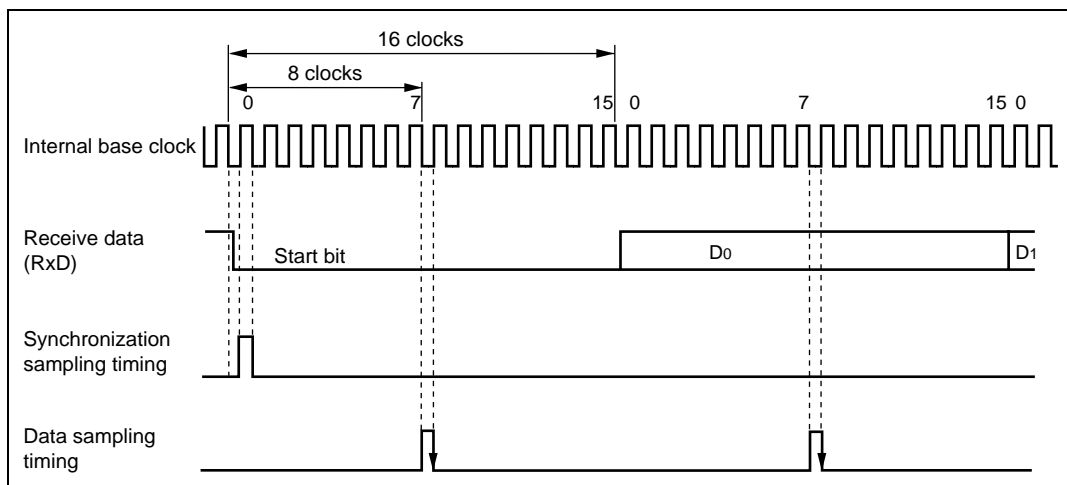 16 clocks
8 clocks
0 7 15 0 7 15 0
Internal base clock
Receive data
(RxD)
Start bit
D0
D1
Synchronization
sampling timing
Data sampling
timing